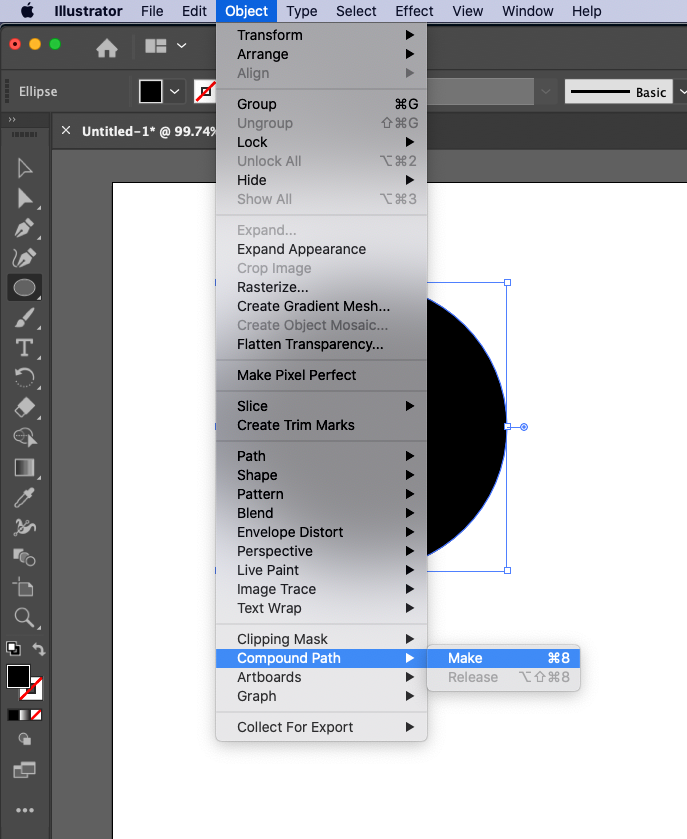 Illustrator File Edit Object Type Select Effect View Window Help
Ellipse
Basic
Untitled-1* @ 99.74%
Transform
Arrange
Align
Group ⌘G
Ungroup ⇧⌘G
Lock
Unlock All ⌥⌘2
Hide
Show All ⌥⌘3
Expand...
Expand Appearance
Crop Image
Rasterize...
Create Gradient Mesh...
Create Object Mosaic...
Flatten Transparency...
Make Pixel Perfect
Slice
Create Trim Marks
Path
Shape
Pattern
Blend
Envelope Distort
Perspective
Live Paint
Image Trace
Text Wrap
Clipping Mask
Compound Path
Make ⌘8
Release ⌥⇧⌘8
Artboards
Graph
Collect For Export